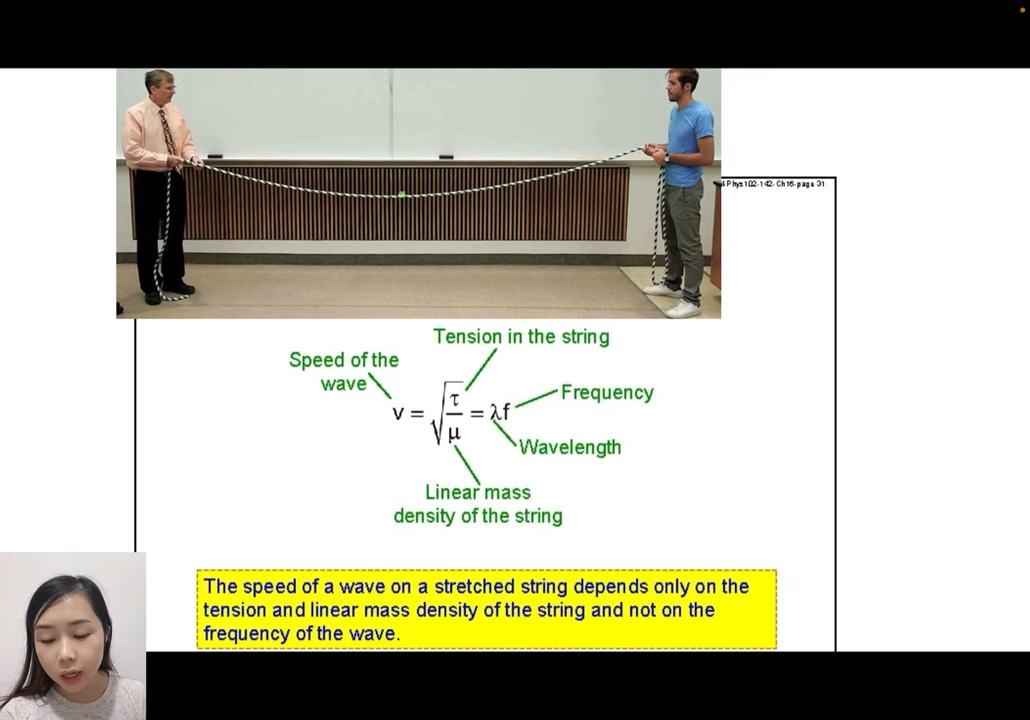 Phys102-142-Ch16-page 31
Tension in the string
Speed of the
wave
Frequency
v = √(τ/μ) = λf
Wavelength
Linear mass
density of the string
The speed of a wave on a stretched string depends only on the
tension and linear mass density of the string and not on the
frequency of the wave.